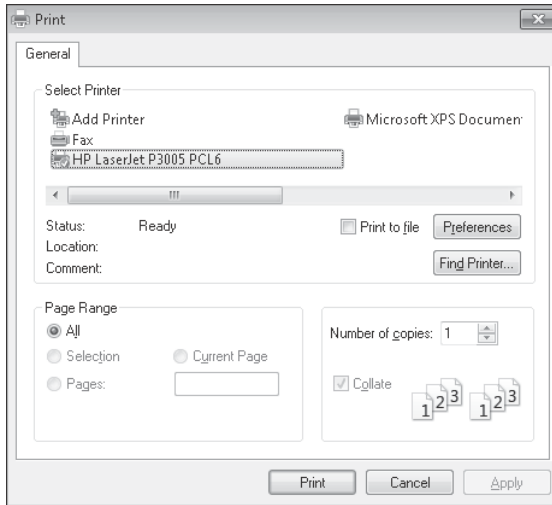 Print
General
Select Printer
Add Printer
Microsoft XPS Documen
Fax
HP LaserJet P3005 PCL6
Status: Ready
Print to file
Preferences
Location:
Comment:
Find Printer...
Page Range
All
Selection
Current Page
Pages:
Number of copies: 1
Collate
1 2 3 1 2 3
Print Cancel Apply